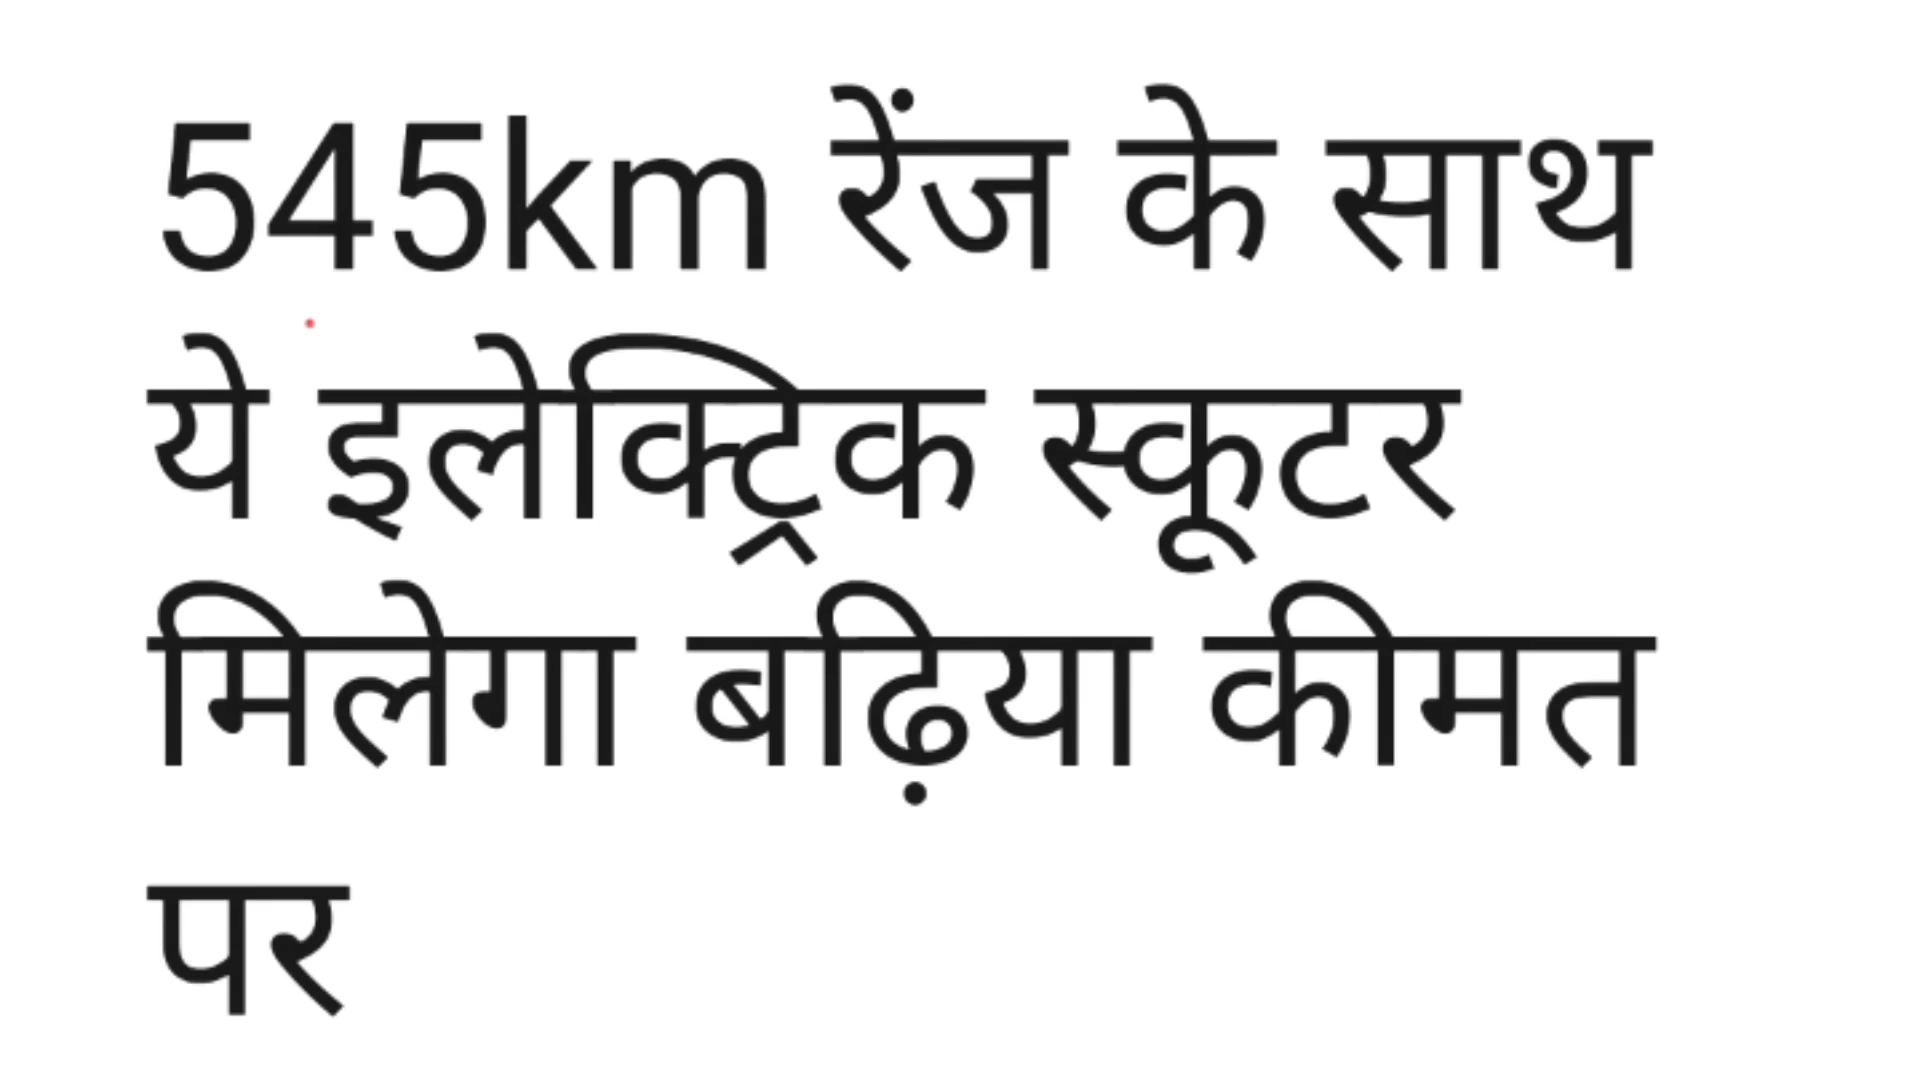 545km रेंज के साथ
ये इलेक्ट्रिक स्कूटर
मिलेगा बढ़िया कीमत
पर